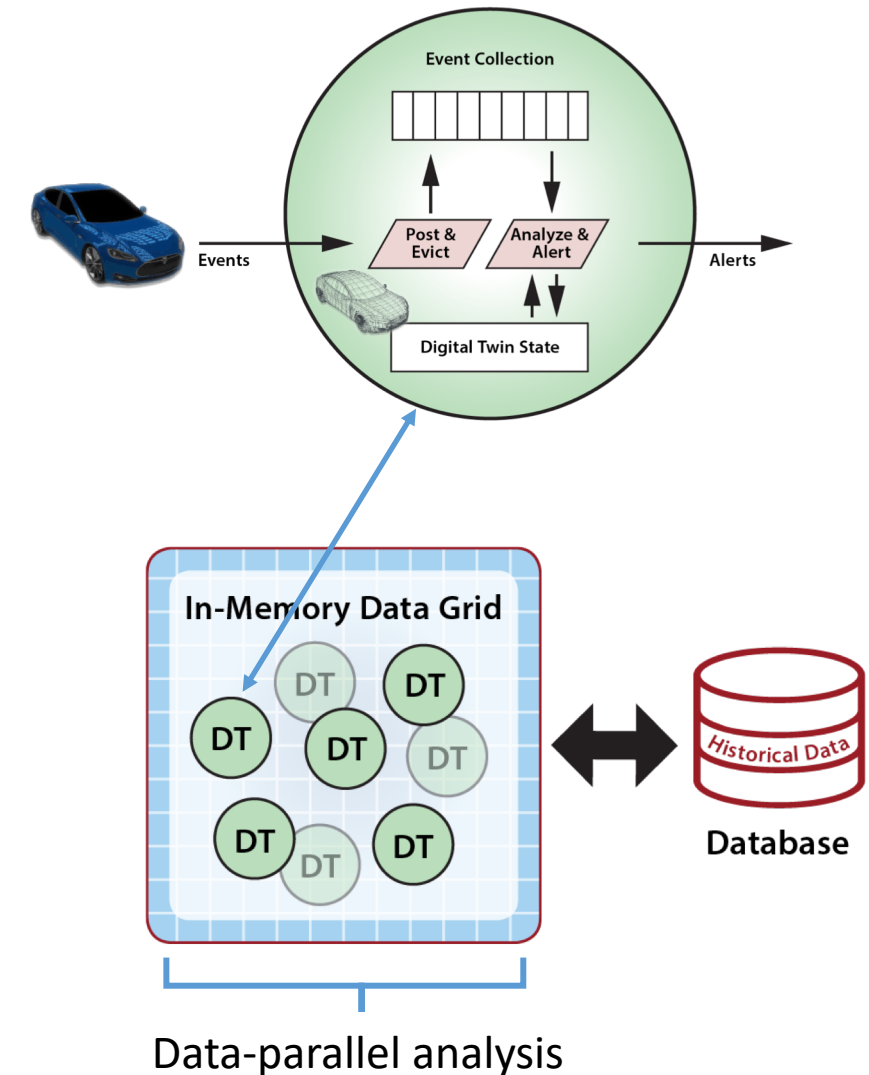 Event Collection
Post &
Evict
Analyze &
Alert
Events
Alerts
Digital Twin State
In-Memory Data Grid
DT
DT
DT
DT
DT
DT
DT
DT
Historical Data
Database
Data-parallel analysis